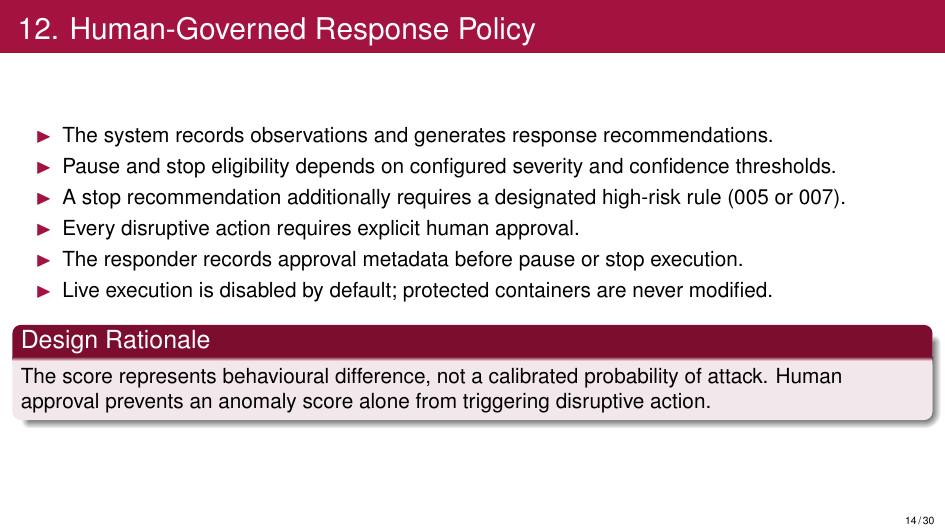 12. Human-Governed Response Policy
The system records observations and generates response recommendations.
Pause and stop eligibility depends on configured severity and confidence thresholds.
A stop recommendation additionally requires a designated high-risk rule (005 or 007).
Every disruptive action requires explicit human approval.
The responder records approval metadata before pause or stop execution.
Live execution is disabled by default; protected containers are never modified.
Design Rationale
The score represents behavioural difference, not a calibrated probability of attack. Human
approval prevents an anomaly score alone from triggering disruptive action.
14 / 30